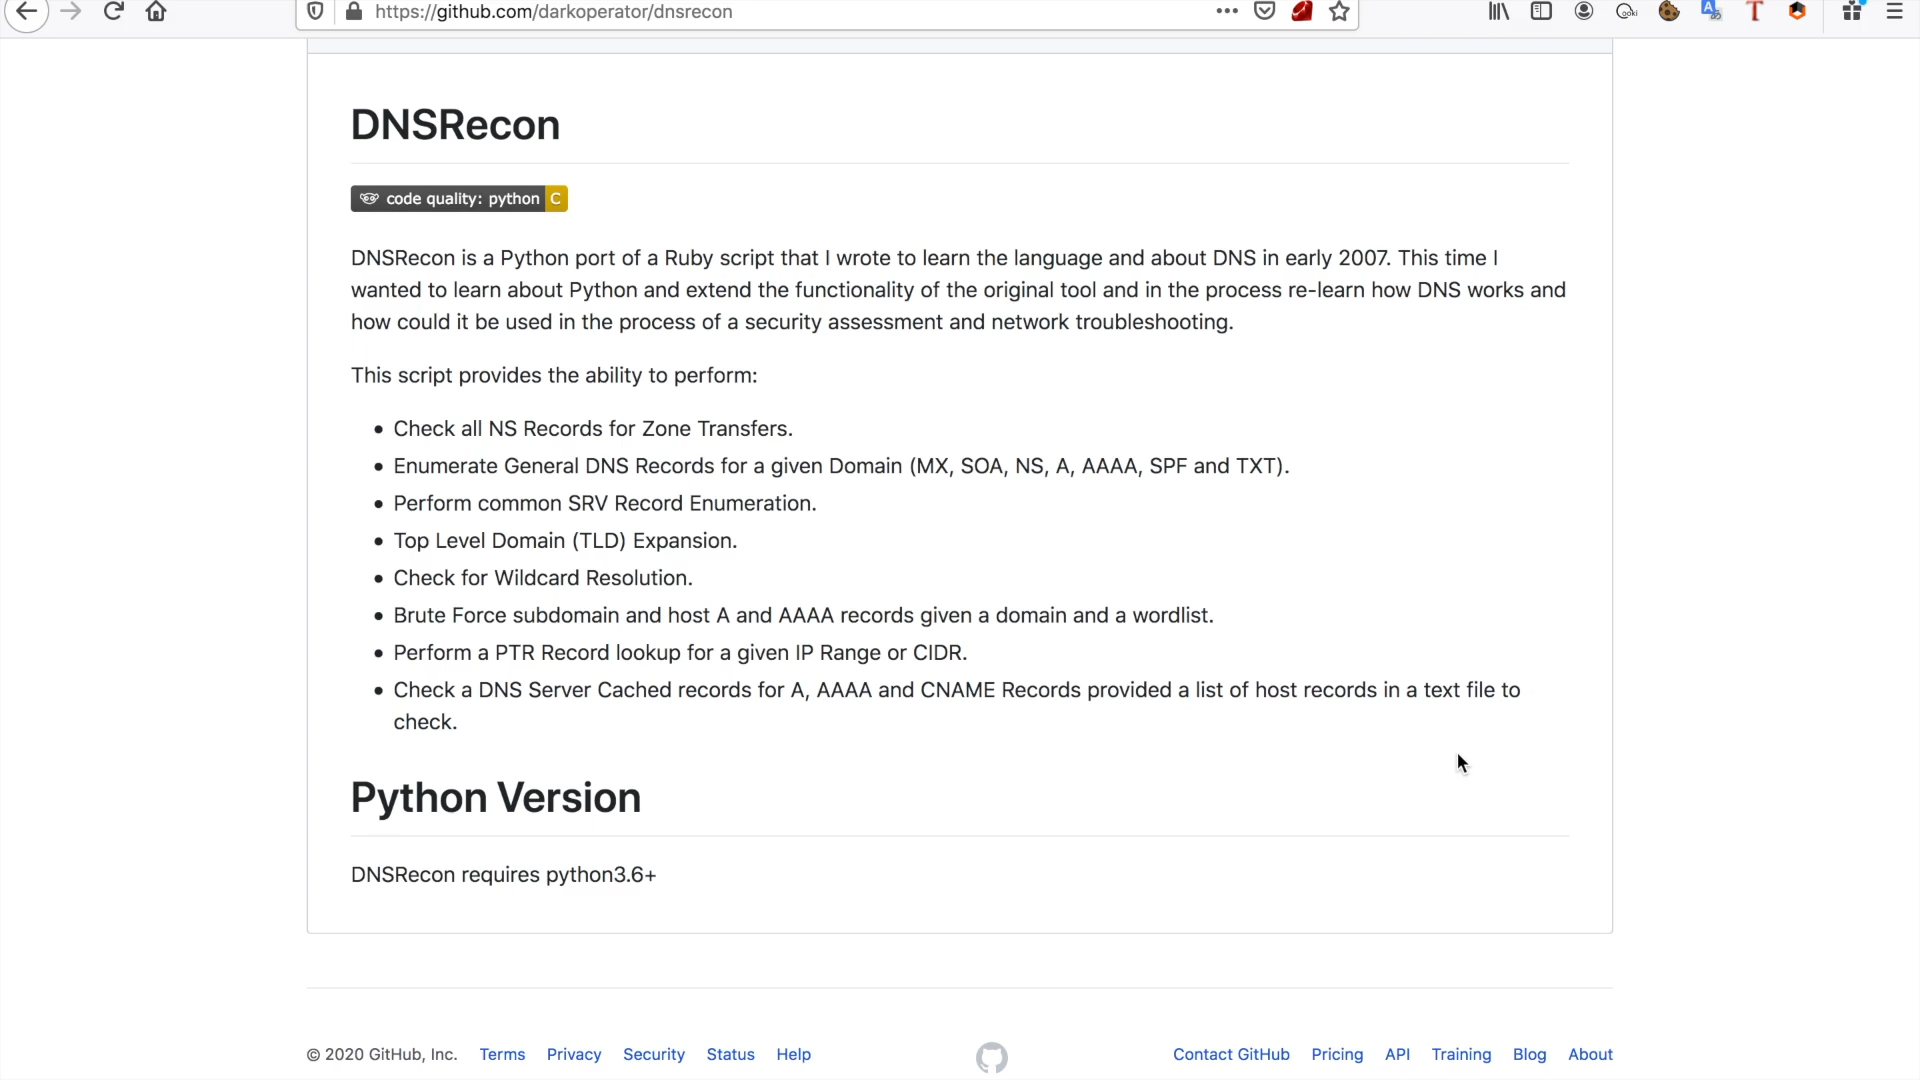 https://github.com/darkoperator/dnsrecon
DNSRecon
code quality: python C
DNSRecon is a Python port of a Ruby script that I wrote to learn the language and about DNS in early 2007. This time I
wanted to learn about Python and extend the functionality of the original tool and in the process re-learn how DNS works and
how could it be used in the process of a security assessment and network troubleshooting.
This script provides the ability to perform:
• Check all NS Records for Zone Transfers.
• Enumerate General DNS Records for a given Domain (MX, SOA, NS, A, AAAA, SPF and TXT).
• Perform common SRV Record Enumeration.
• Top Level Domain (TLD) Expansion.
• Check for Wildcard Resolution.
• Brute Force subdomain and host A and AAAA records given a domain and a wordlist.
• Perform a PTR Record lookup for a given IP Range or CIDR.
• Check a DNS Server Cached records for A, AAAA and CNAME Records provided a list of host records in a text file to
check.
Python Version
DNSRecon requires python3.6+
© 2020 GitHub, Inc. Terms Privacy Security Status Help Contact GitHub Pricing API Training Blog About